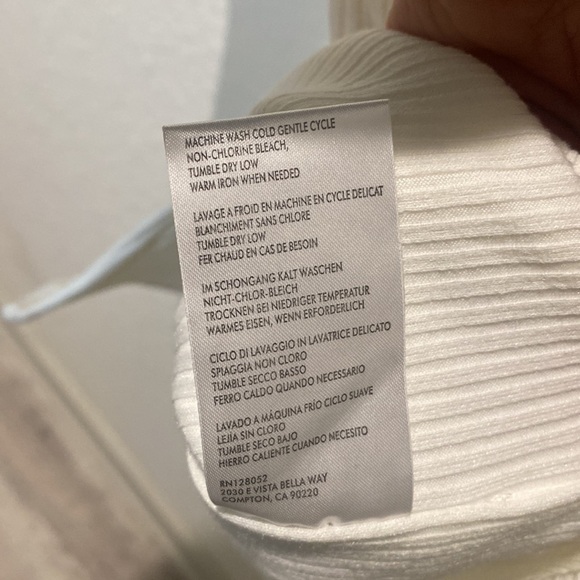 MACHINE WASH COLD GENTLE CYCLE
NON-CHLORINE BLEACH,
TUMBLE DRY LOW
WARM IRON WHEN NEEDED
LAVAGE A FROID EN MACHINE EN CYCLE DELICAT
BLANCHIMENT SANS CHLORE
TUMBLE DRY LOW
FER CHAUD EN CAS DE BESOIN
IM SCHONGANG KALT WASCHEN
NICHT-CHLOR-BLEICH
TROCKNEN BEI NIEDRIGER TEMPERATUR
WARMES EISEN, WENN ERFORDERLICH
CICLO DI LAVAGGIO IN LAVATRICE DELICATO
SPIAGGIA NON CLORO
TUMBLE SECCO BASSO
FERRO CALDO QUANDO NECESSARIO
LAVADO A MÁQUINA FRÍO CICLO SUAVE
LEJÍA SIN CLORO
TUMBLE SECO BAJO
HIERRO CALIENTE CUANDO NECESITO
RN128052
2030 E VISTA BELLA WAY
COMPTON, CA 90220